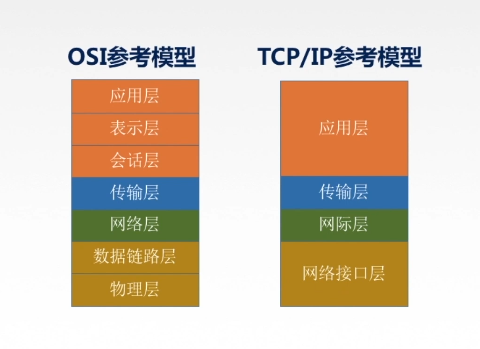 OSI参考模型
应用层
表示层
会话层
传输层
网络层
数据链路层
物理层
TCP/IP参考模型
应用层
传输层
网际层
网络接口层